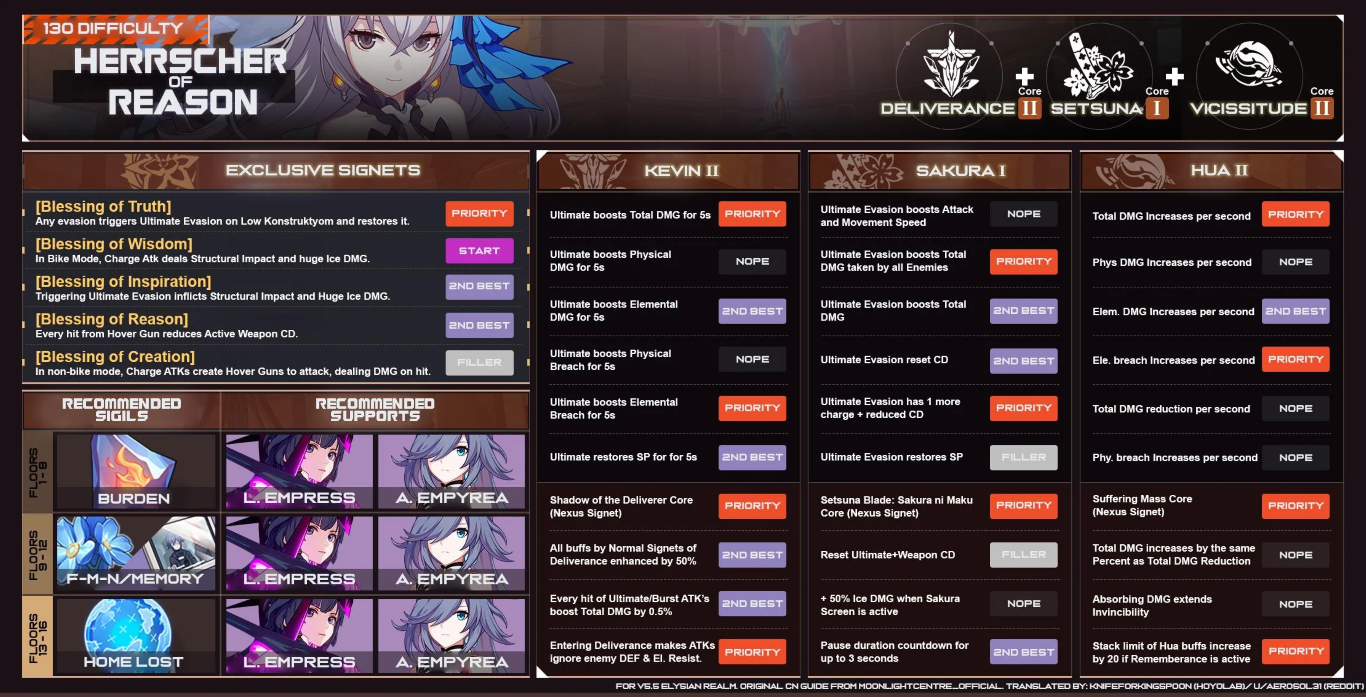 130 DIFFICULTY
HERRSCHER
OF
REASON
DELIVERANCE
Core
II
SETSUNA
Core
I
VICISSITUDE
Core
II
EXCLUSIVE SIGNETS
[Blessing of Truth]
Any evasion triggers Ultimate Evasion on Low Konstruktyom and restores it.
PRIORITY
[Blessing of Wisdom]
In Bike Mode, Charge Atk deals Structural Impact and huge Ice DMG.
START
[Blessing of Inspiration]
Triggering Ultimate Evasion inflicts Structural Impact and Huge Ice DMG.
2ND BEST
[Blessing of Reason]
Every hit from Hover Gun reduces Active Weapon CD.
2ND BEST
[Blessing of Creation]
In non-bike mode, Charge ATKs create Hover Guns to attack, dealing DMG on hit.
FILLER
RECOMMENDED
SIGILS
RECOMMENDED
SUPPORTS
FLOORS
1 - 8
BURDEN
L. EMPRESS
A. EMPYREA
FLOORS
9 - 12
F-M-N/MEMORY
L. EMPRESS
A. EMPYREA
FLOORS
13 - 16
HOME LOST
L. EMPRESS
A. EMPYREA
KEVIN II
Ultimate boosts Total DMG for 5s
PRIORITY
Ultimate boosts Physical
DMG for 5s
NOPE
Ultimate boosts Elemental
DMG for 5s
2ND BEST
Ultimate boosts Physical
Breach for 5s
NOPE
Ultimate boosts Elemental
Breach for 5s
PRIORITY
Ultimate restores SP for for 5s
2ND BEST
Shadow of the Deliverer Core
(Nexus Signet)
PRIORITY
All buffs by Normal Signets of
Deliverance enhanced by 50%
2ND BEST
Every hit of Ultimate/Burst ATK's
boost Total DMG by 0.5%
2ND BEST
Entering Deliverance makes ATKs
ignore enemy DEF & El. Resist.
PRIORITY
SAKURA I
Ultimate Evasion boosts Attack
and Movement Speed
NOPE
Ultimate Evasion boosts Total
DMG taken by all Enemies
PRIORITY
Ultimate Evasion boosts Total
DMG
2ND BEST
Ultimate Evasion reset CD
2ND BEST
Ultimate Evasion has 1 more
charge + reduced CD
PRIORITY
Ultimate Evasion restores SP
FILLER
Setsuna Blade: Sakura ni Maku
Core (Nexus Signet)
PRIORITY
Reset Ultimate+Weapon CD
FILLER
+ 50% Ice DMG when Sakura
Screen is active
NOPE
Pause duration countdown for
up to 3 seconds
2ND BEST
HUA II
Total DMG Increases per second
PRIORITY
Phys DMG Increases per second
NOPE
Elem. DMG Increases per second
2ND BEST
Ele. breach Increases per second
PRIORITY
Total DMG reduction per second
NOPE
Phy. breach Increases per second
NOPE
Suffering Mass Core
(Nexus Signet)
PRIORITY
Total DMG increases by the same
Percent as Total DMG Reduction
NOPE
Absorbing DMG extends
Invincibility
NOPE
Stack limit of Hua buffs increase
by 20 if Rememberance is active
PRIORITY
FOR V5.5 ELYSIAN REALM. ORIGINAL CN GUIDE FROM MOONLIGHTCENTRE_OFFICIAL. TRANSLATED BY: KNIFEFORKINGSPOON (HOYOLAB)/U/AEROSOL31 (REDDIT)